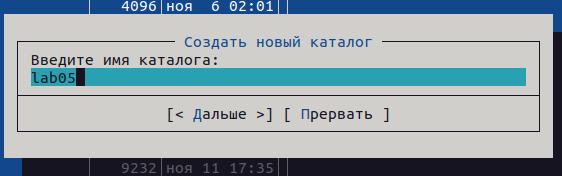 4096 ноя 6 02:01
Создать новый каталог
Введите имя каталога:
lab05
[< Дальше >] [ Прервать ]
9232 ноя 11 17:35